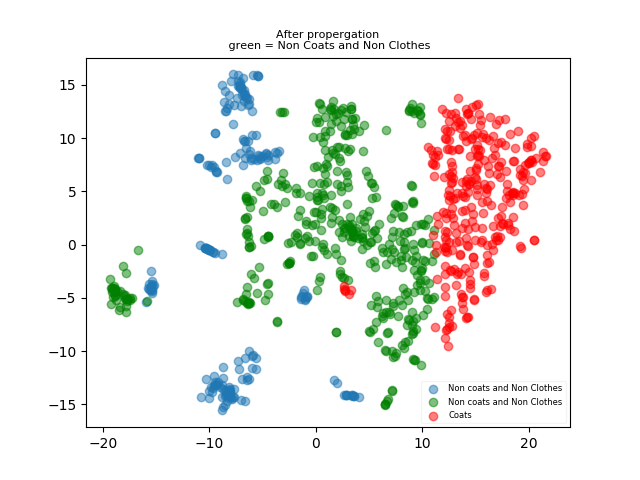 After propergation
green = Non Coats and Non Clothes
15
10
5
0
−5
−10
−15
−20
−10
0
10
20
Non coats and Non Clothes
Non coats and Non Clothes
Coats